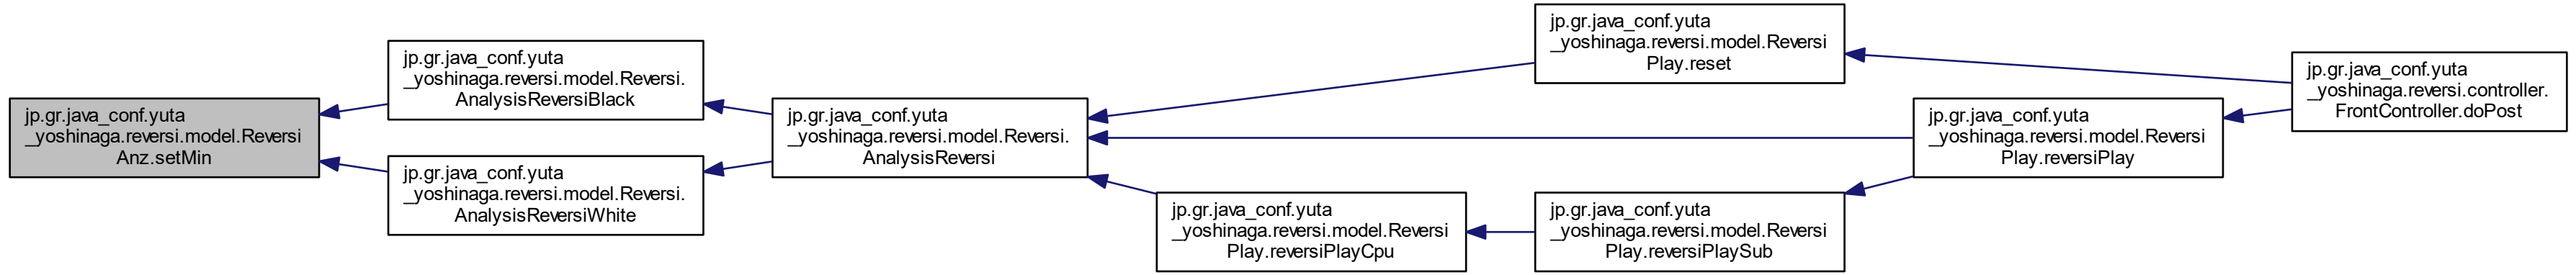 jp.gr.java_conf.yuta
_yoshinaga.reversi.model.Reversi
Anz.setMin
jp.gr.java_conf.yuta
_yoshinaga.reversi.model.Reversi.
AnalysisReversiBlack
jp.gr.java_conf.yuta
_yoshinaga.reversi.model.Reversi.
AnalysisReversiWhite
jp.gr.java_conf.yuta
_yoshinaga.reversi.model.Reversi.
AnalysisReversi
jp.gr.java_conf.yuta
_yoshinaga.reversi.model.Reversi
Play.reset
jp.gr.java_conf.yuta
_yoshinaga.reversi.model.Reversi
Play.reversiPlayCpu
jp.gr.java_conf.yuta
_yoshinaga.reversi.model.Reversi
Play.reversiPlaySub
jp.gr.java_conf.yuta
_yoshinaga.reversi.model.Reversi
Play.reversiPlay
jp.gr.java_conf.yuta
_yoshinaga.reversi.controller.
FrontController.doPost